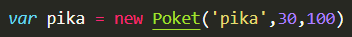 var pika = new Poket('pika',30,100)